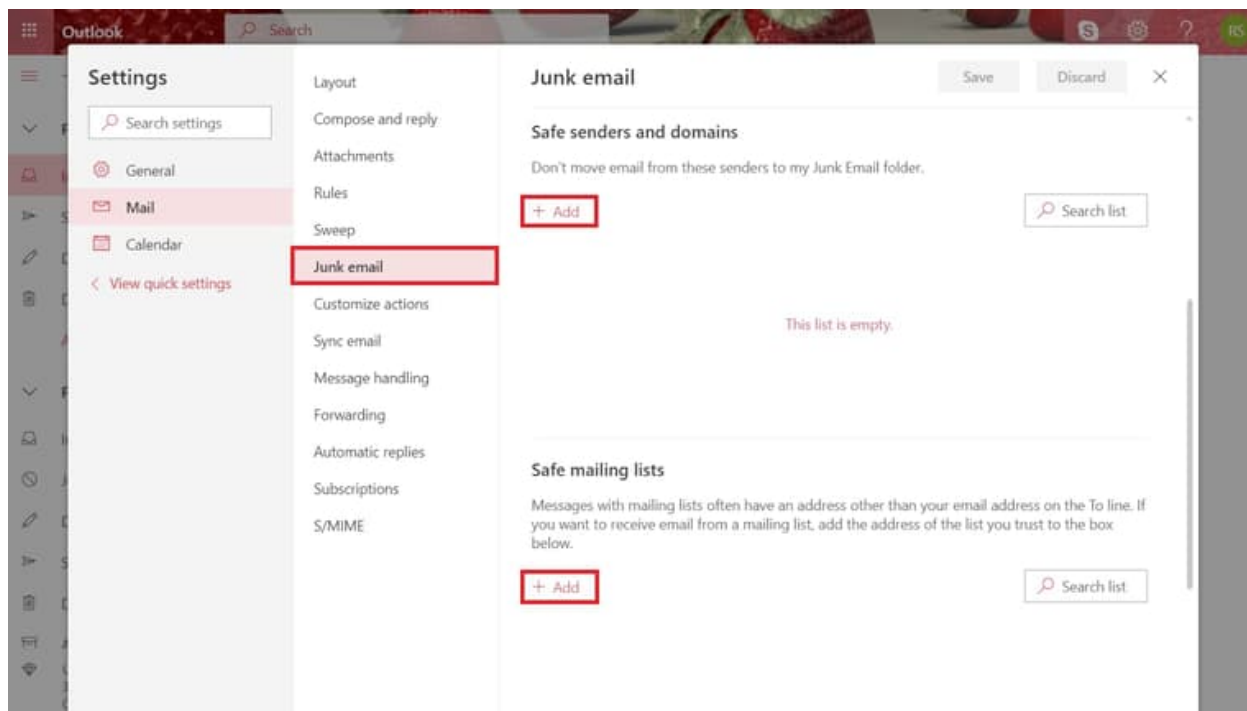 Outlook
Search
RS
Settings
Search settings
General
Mail
Calendar
View quick settings
Layout
Compose and reply
Attachments
Rules
Sweep
Junk email
Customize actions
Sync email
Message handling
Forwarding
Automatic replies
Subscriptions
S/MIME
Junk email
Save
Discard
Safe senders and domains
Don't move email from these senders to my Junk Email folder.
+ Add
Search list
This list is empty.
Safe mailing lists
Messages with mailing lists often have an address other than your email address on the To line. If
you want to receive email from a mailing list, add the address of the list you trust to the box
below.
+ Add
Search list